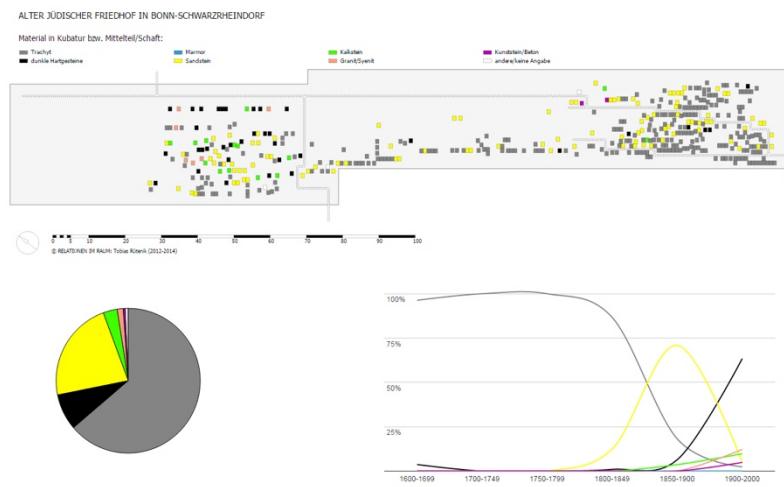 ALTER JÜDISCHER FRIEDHOF IN BONN-SCHWARZRHEINDORF
Material in Kubatur bzw. Mittelteil/Schaft:
Trachyt Marmor Kalkstein Kunststein/Beton
dunkle Hartgesteine Sandstein Granit/Syenit andere/keine Angabe
0 5 10 20 30 40 50 60 70 80 90 100
© RELATIONEN IM RAUM: Tobias Rütenik (2012-2014)
100%
75%
50%
25%
1600-1699 1700-1749 1750-1799 1800-1849 1850-1900 1900-2000